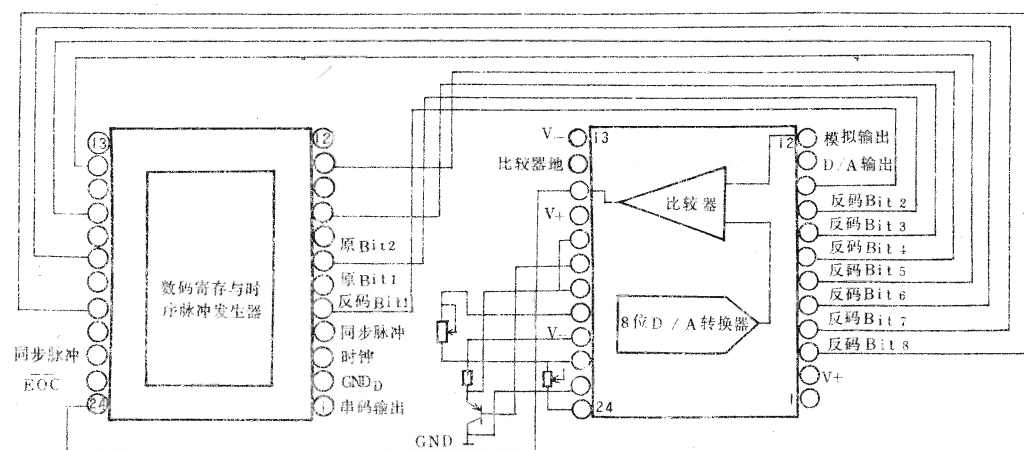 13
12
原Bit2
原Bit1
反码Bit1
同步脉冲
时钟
GND_D
串码输出
1
数码寄存与时
序脉冲发生器
同步脉冲
EOC
24
V-
比较器地
V+
V-
GND
13
12
比较器
8位D/A转换器
24
1
模拟输出
D/A输出
反码Bit2
反码Bit3
反码Bit4
反码Bit5
反码Bit6
反码Bit7
反码Bit8
V+